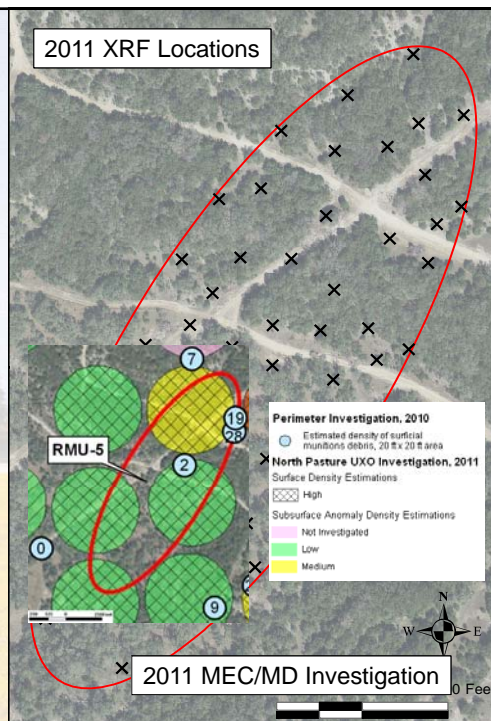 2011 XRF Locations
7
19
28
RMU-5
2
0
9
Perimeter Investigation, 2010
Estimated density of surficial
munitions debris, 20 ft x 20 ft area
North Pasture UXO Investigation, 2011
Surface Density Estimations
High
Subsurface Anomaly Density Estimations
Not Investigated
Low
Medium
N
W E
S
2011 MEC/MD Investigation
0 Fee